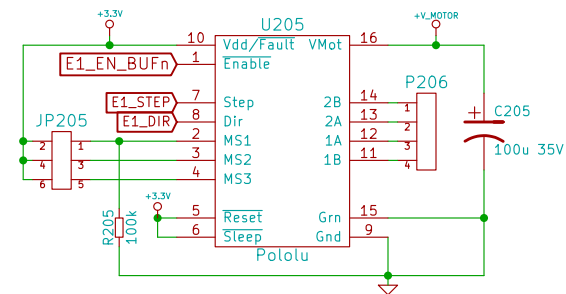 +3.3V
U205
+V_MOTOR
10 Vdd/Fault VMot 16
E1_EN_BUFn 1 Enable
P206
E1_STEP 7 Step 2B 14 1
E1_DIR 8 Dir 2A 13 2
JP205
2 1 2 MS1 1A 12 3
4 3 3 MS2 1B 11 4
6 5 4 MS3
+ C205
100u 35V
+3.3V
R205
100k
5 Reset Grn 15
6 Sleep Gnd 9
Pololu